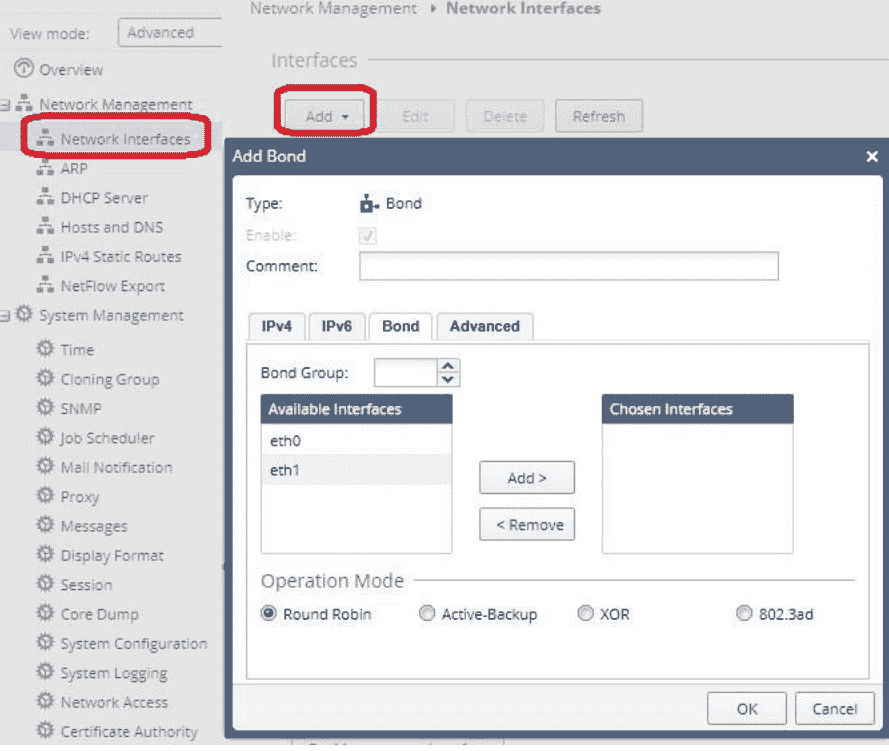 Network Management ▸ Network Interfaces
View mode: Advanced
Overview
Network Management
Network Interfaces
ARP
DHCP Server
Hosts and DNS
IPv4 Static Routes
NetFlow Export
System Management
Time
Cloning Group
SNMP
Job Scheduler
Mail Notification
Proxy
Messages
Display Format
Session
Core Dump
System Configuration
System Logging
Network Access
Certificate Authority
Interfaces
Add Edit Delete Refresh
Add Bond
Type: Bond
Enable:
Comment:
IPv4 IPv6 Bond Advanced
Bond Group:
Available Interfaces
eth0
eth1
Add >
< Remove
Chosen Interfaces
Operation Mode
Round Robin Active-Backup XOR 802.3ad
OK Cancel